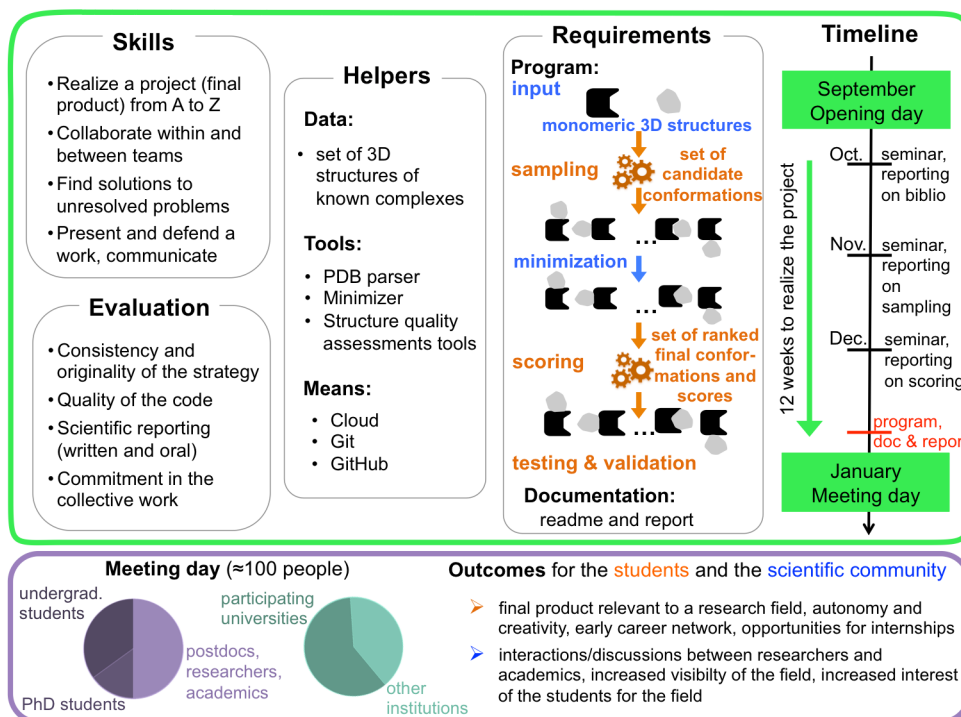 Skills
• Realize a project (final
product) from A to Z
• Collaborate within and
between teams
• Find solutions to
unresolved problems
• Present and defend a
work, communicate
Evaluation
• Consistency and
originality of the strategy
• Quality of the code
• Scientific reporting
(written and oral)
• Commitment in the
collective work
Helpers
Data:
• set of 3D
structures of
known complexes
Tools:
• PDB parser
• Minimizer
• Structure quality
assessments tools
Means:
• Cloud
• Git
• GitHub
Requirements
Program:
input
monomeric 3D structures
sampling
set of
candidate
conformations
...
minimization
...
scoring
set of ranked
final confor-
mations and
scores
...
testing & validation
Documentation:
readme and report
Timeline
September
Opening day
12 weeks to realize the project
Oct.
seminar,
reporting
on biblio
Nov.
seminar,
reporting
on
sampling
Dec.
seminar,
reporting
on scoring
program,
doc & report
January
Meeting day
Meeting day (≈100 people)
undergrad.
students
PhD students
postdocs,
researchers,
academics
participating
universities
other
institutions
Outcomes for the students and the scientific community
final product relevant to a research field, autonomy and
creativity, early career network, opportunities for internships
interactions/discussions between researchers and
academics, increased visibilty of the field, increased interest
of the students for the field